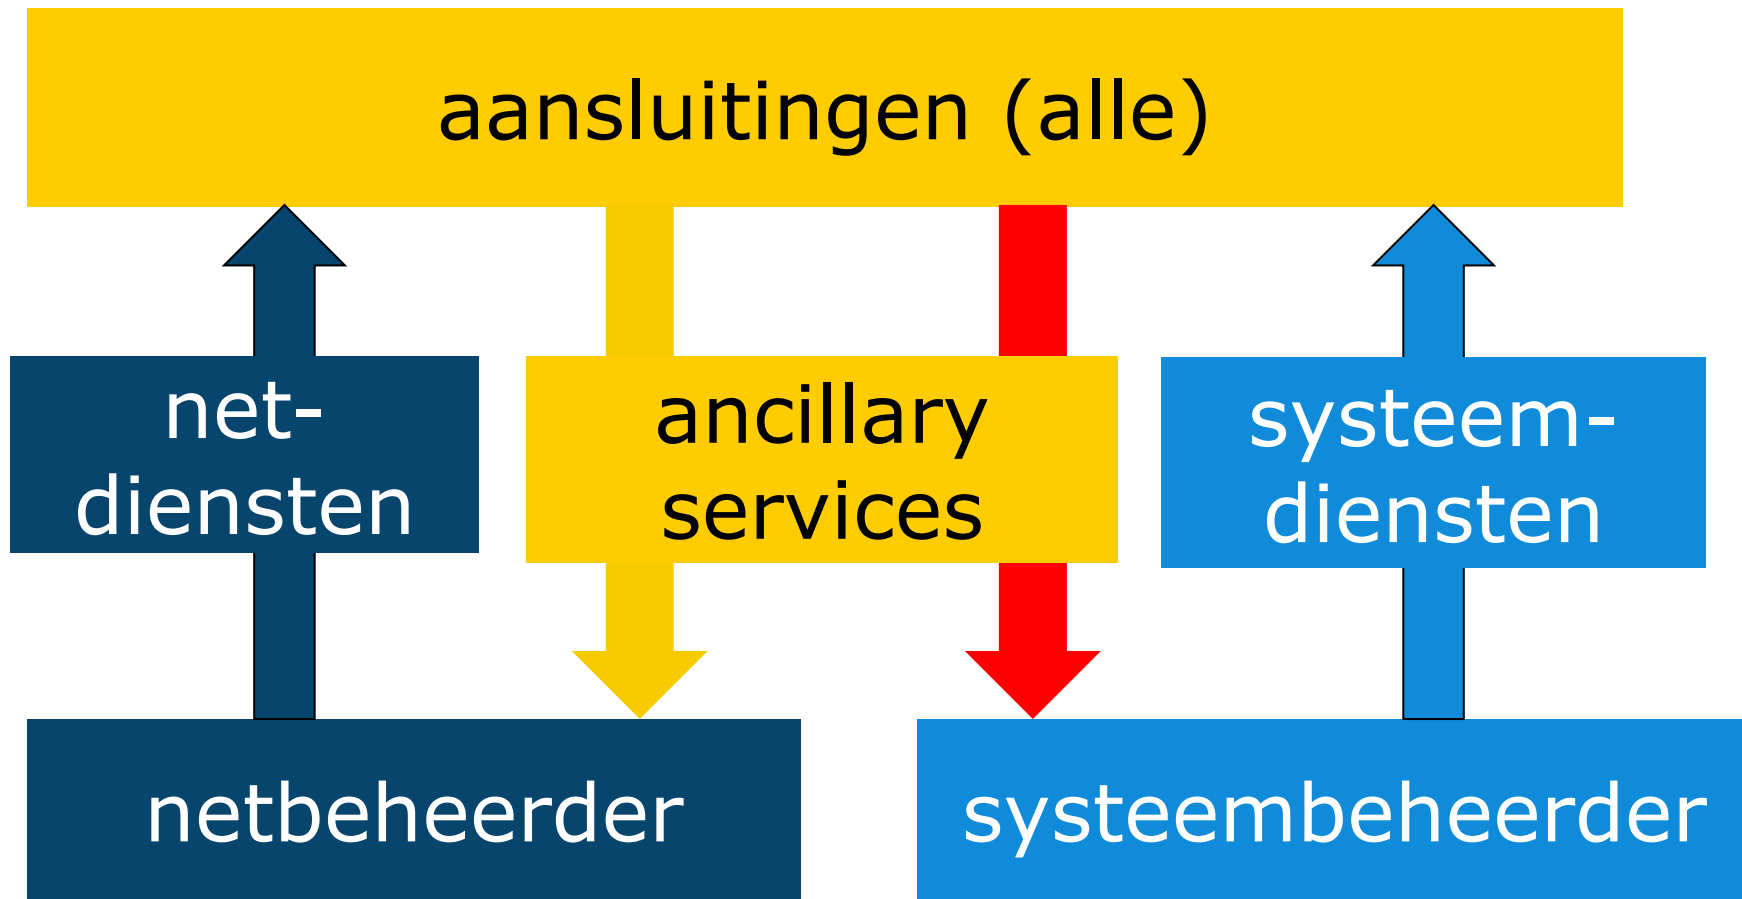 aansluitingen (alle)
net-
diensten
ancillary
services
systeem-
diensten
netbeheerder
systeembeheerder